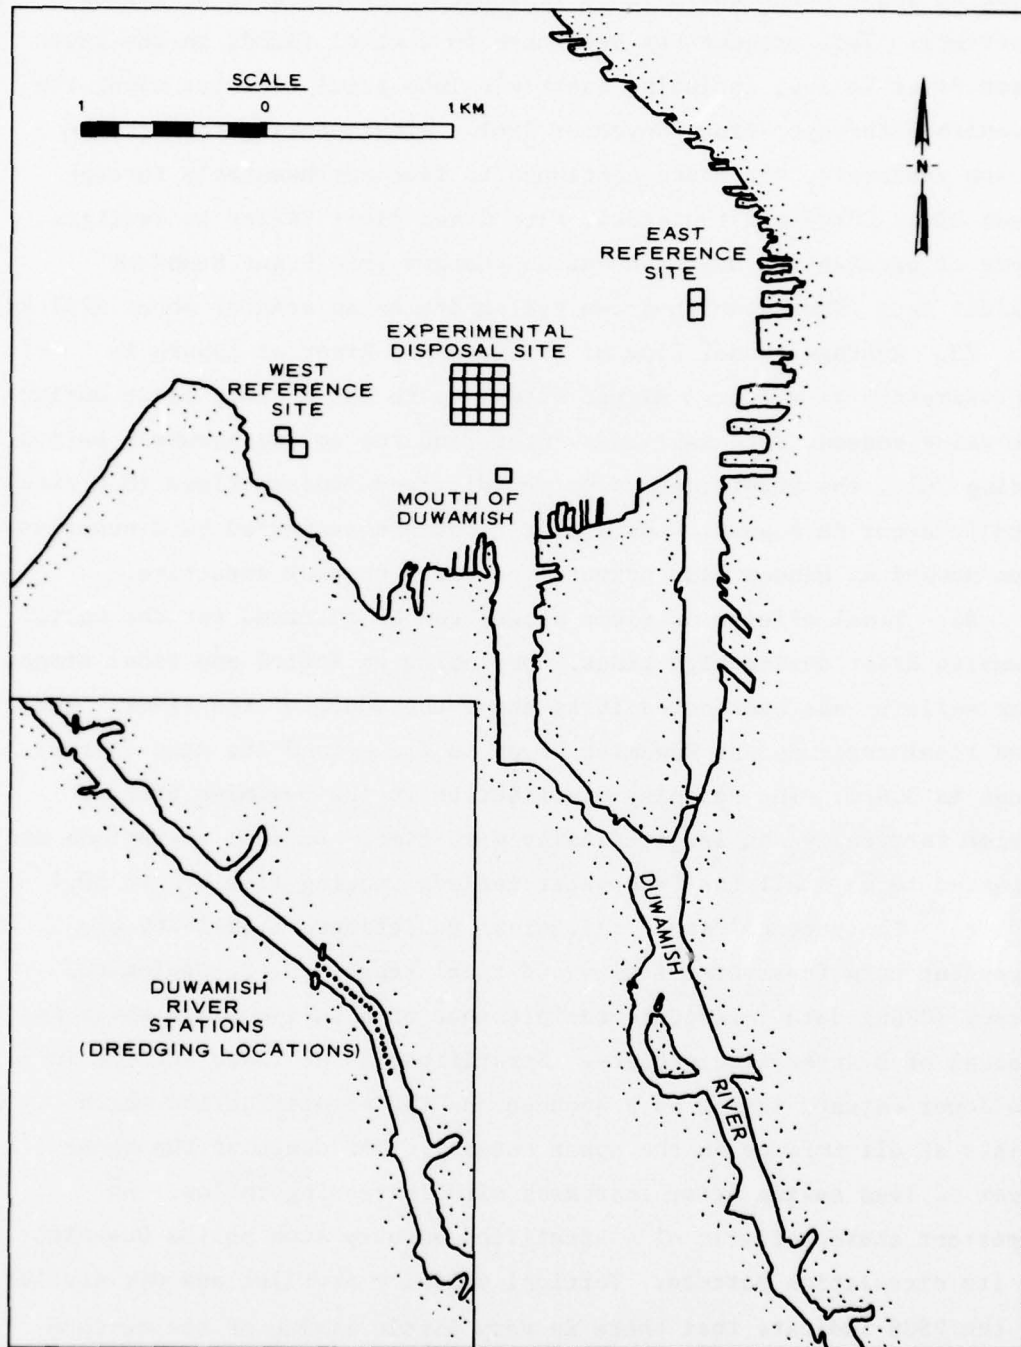 SCALE
1 0 1 KM
N
EAST
REFERENCE
SITE
EXPERIMENTAL
DISPOSAL SITE
WEST
REFERENCE
SITE
MOUTH OF
DUWAMISH
DUWAMISH
RIVER
DUWAMISH
RIVER
STATIONS
(DREDGING LOCATIONS)